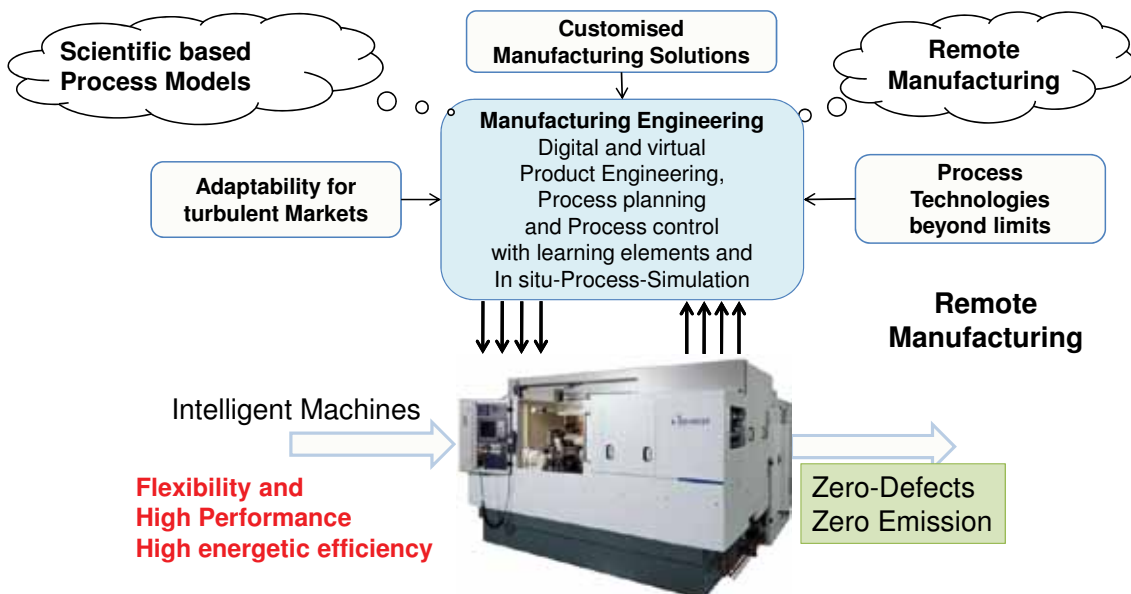 Scientific based
Process Models
Customised
Manufacturing Solutions
Remote
Manufacturing
Manufacturing Engineering
Digital and virtual
Product Engineering,
Process planning
and Process control
with learning elements and
In situ-Process-Simulation
Adaptability for
turbulent Markets
Process
Technologies
beyond limits
Remote
Manufacturing
Intelligent Machines
Flexibility and
High Performance
High energetic efficiency
Zero-Defects
Zero Emission